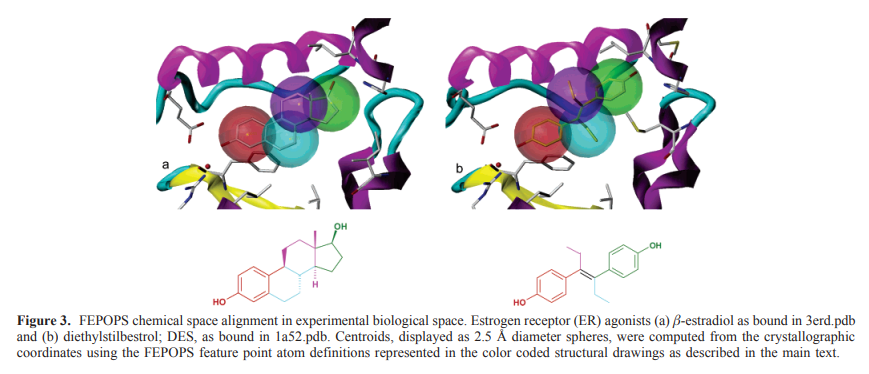 a
b
OH
H
HO
OH
HO
Figure 3. FEPOPS chemical space alignment in experimental biological space. Estrogen receptor (ER) agonists (a) β-estradiol as bound in 3erd.pdb
and (b) diethylstilbestrol; DES, as bound in 1a52.pdb. Centroids, displayed as 2.5 Å diameter spheres, were computed from the crystallographic
coordinates using the FEPOPS feature point atom definitions represented in the color coded structural drawings as described in the main text.